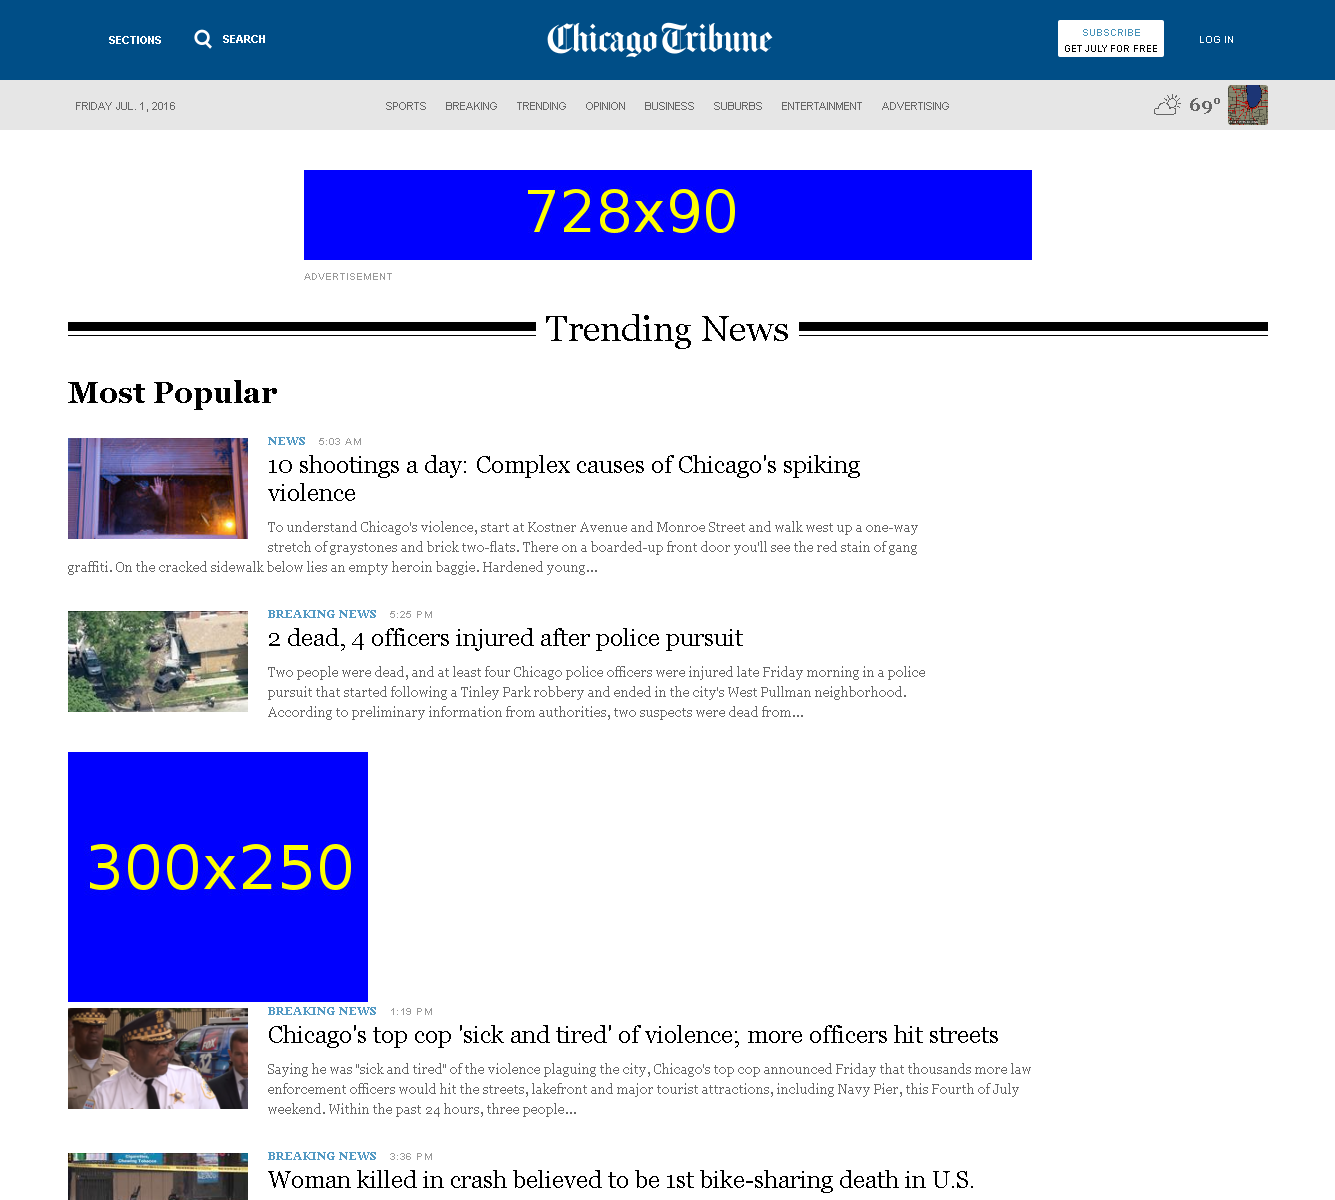 SECTIONS
SEARCH
Chicago Tribune
SUBSCRIBE
GET JULY FOR FREE
LOG IN
FRIDAY JUL. 1, 2016
SPORTS BREAKING TRENDING OPINION BUSINESS SUBURBS ENTERTAINMENT ADVERTISING
69°
728x90
ADVERTISEMENT
Trending News
Most Popular
NEWS 5:03 AM
10 shootings a day: Complex causes of Chicago's spiking
violence
To understand Chicago's violence, start at Kostner Avenue and Monroe Street and walk west up a one-way
stretch of graystones and brick two-flats. There on a boarded-up front door you'll see the red stain of gang
graffiti. On the cracked sidewalk below lies an empty heroin baggie. Hardened young...
BREAKING NEWS 5:25 PM
2 dead, 4 officers injured after police pursuit
Two people were dead, and at least four Chicago police officers were injured late Friday morning in a police
pursuit that started following a Tinley Park robbery and ended in the city's West Pullman neighborhood.
According to preliminary information from authorities, two suspects were dead from...
300x250
BREAKING NEWS 1:19 PM
Chicago's top cop 'sick and tired' of violence; more officers hit streets
Saying he was "sick and tired" of the violence plaguing the city, Chicago's top cop announced Friday that thousands more law
enforcement officers would hit the streets, lakefront and major tourist attractions, including Navy Pier, this Fourth of July
weekend. Within the past 24 hours, three people...
BREAKING NEWS 3:36 PM
Woman killed in crash believed to be 1st bike-sharing death in U.S.